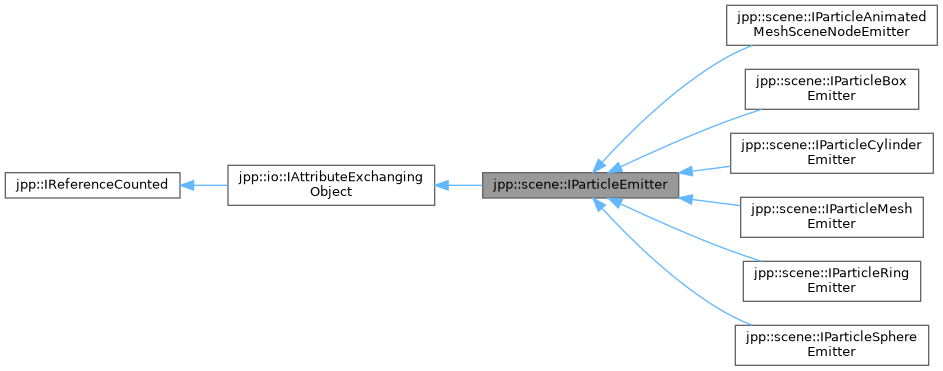 jpp::IReferenceCounted
jpp::io::IAttributeExchanging
Object
jpp::scene::IParticleEmitter
jpp::scene::IParticleAnimated
MeshSceneNodeEmitter
jpp::scene::IParticleBox
Emitter
jpp::scene::IParticleCylinder
Emitter
jpp::scene::IParticleMesh
Emitter
jpp::scene::IParticleRing
Emitter
jpp::scene::IParticleSphere
Emitter